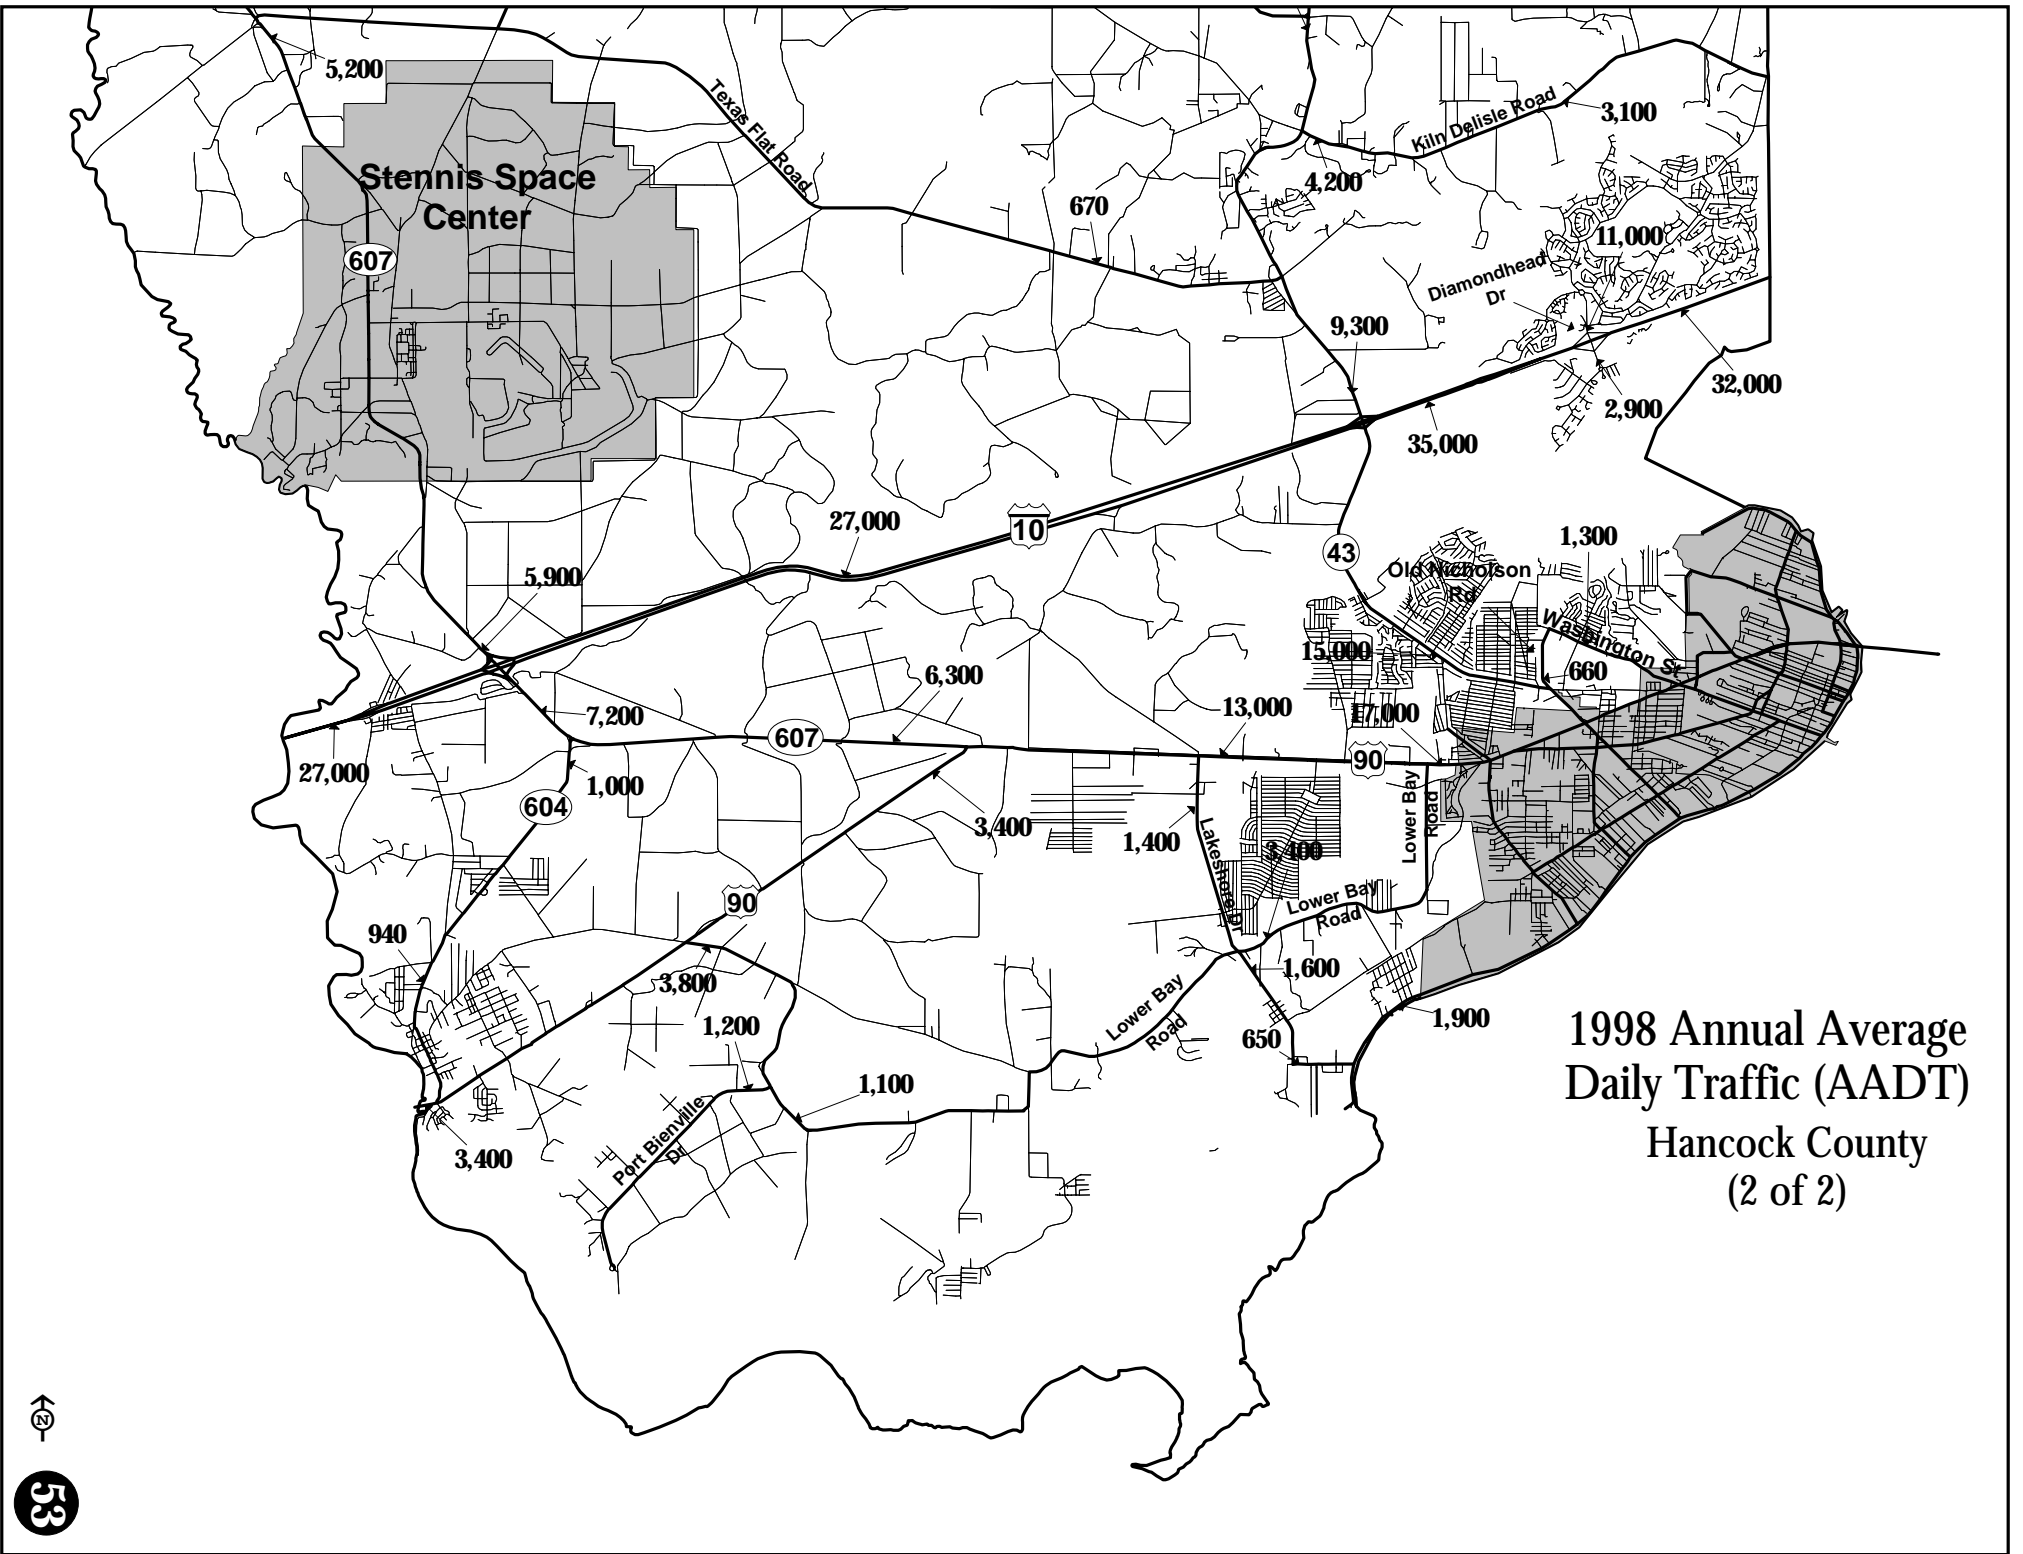 5,200
Texas Flat Road
Kiln Delisle Road
3,100
Stennis Space
Center
4,200
670
11,000
607
Diamondhead
Dr
9,300
32,000
2,900
35,000
27,000
10
1,300
43
Old Nicholson
Rd
5,900
Washington St
15,000
660
6,300
7,200
13,000
17,000
607
90
27,000
1,000
604
Lower Bay
Road
3,400
1,400
Lakeshore Dr
3,400
90
Lower Bay
Road
940
3,800
1,600
Lower Bay
Road
1,200
650
1,900
1,100
Port Bienville
Dr
3,400
1998 Annual Average
Daily Traffic (AADT)
Hancock County
(2 of 2)
N
53